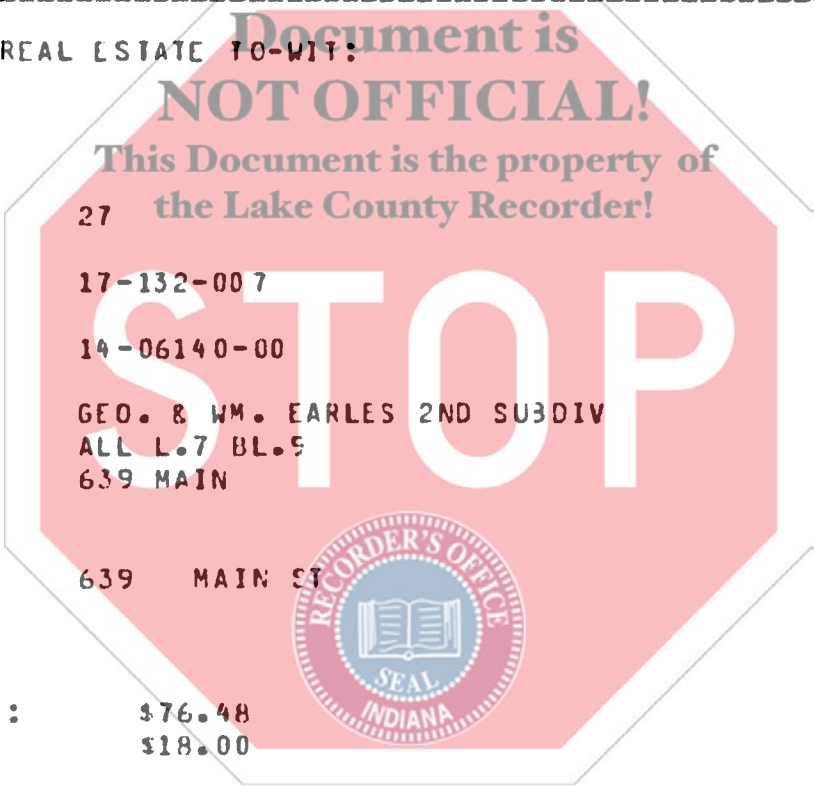 Document is
REAL ESTATE TO-WIT:
NOT OFFICIAL!
This Document is the property of
the Lake County Recorder!
27
17-132-007
STOP
14-06140-00
GEO. & WM. EARLES 2ND SUBDIV
ALL L.7 BL.5
639 MAIN
639 MAIN ST
RECORDER'S OFFICE
SEAL
INDIANA
: $76.48
$18.00